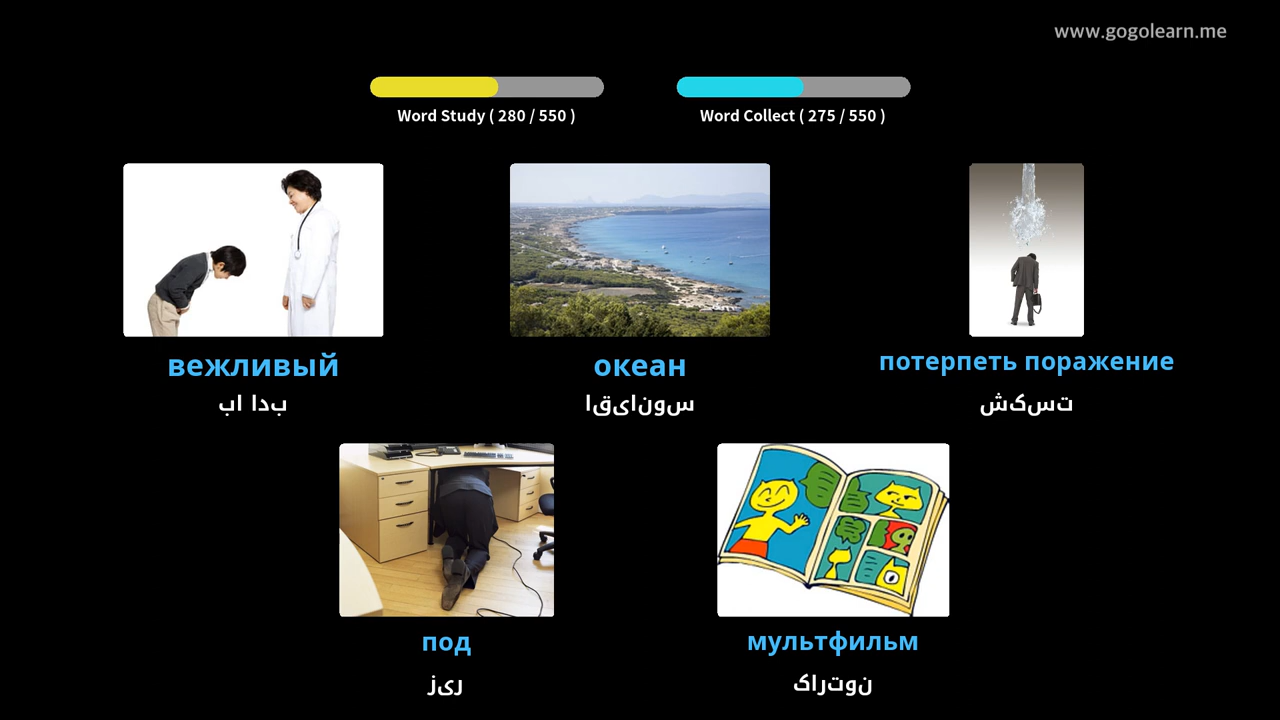 www.gogolearn.me
Word Study ( 280 / 550 )
Word Collect ( 275 / 550 )
вежливый
بدا اب
океан
سونایقا
потерпеть поражение
تسکش
под
ریز
мультфильм
نوتراک